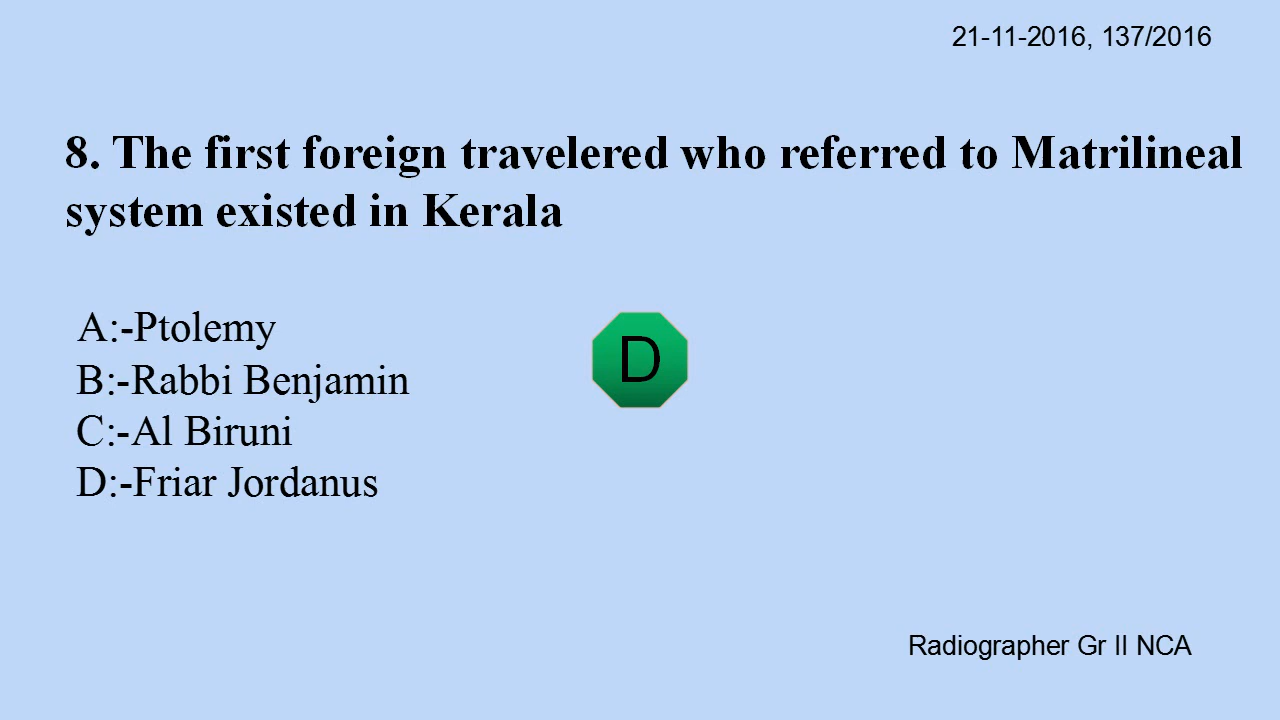 21-11-2016, 137/2016
8. The first foreign travelered who referred to Matrilineal
system existed in Kerala
A:-Ptolemy
B:-Rabbi Benjamin
C:-Al Biruni
D:-Friar Jordanus
D
Radiographer Gr II NCA